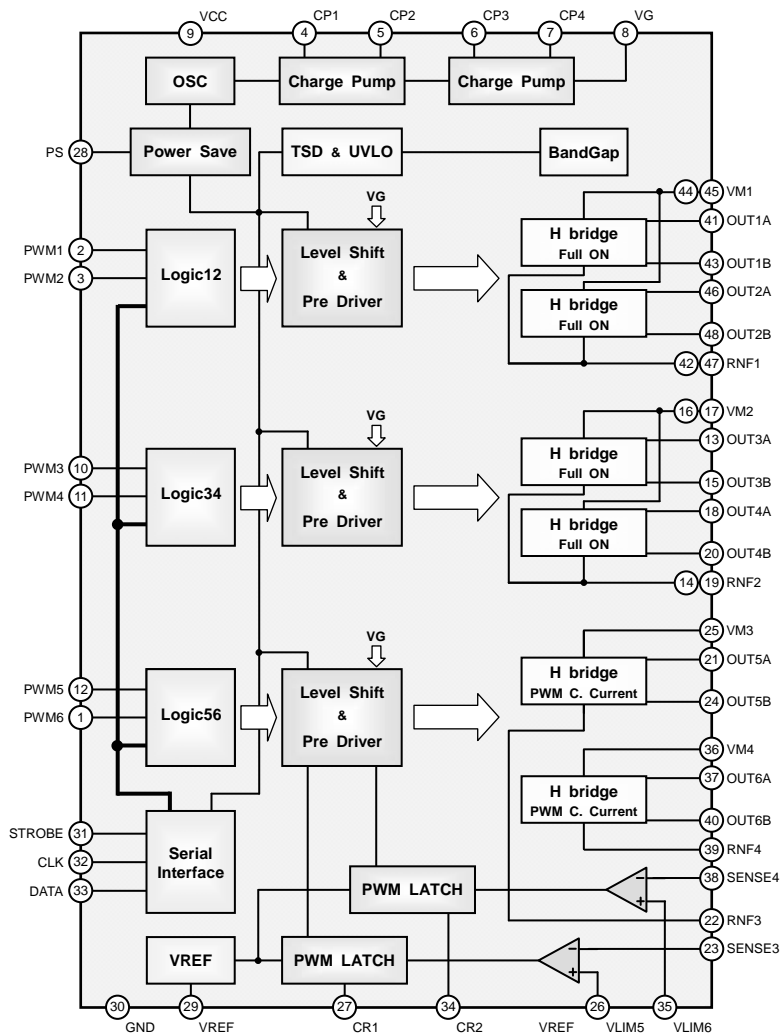 VCC CP1 CP2 CP3 CP4 VG
9 4 5 6 7 8
OSC Charge Pump Charge Pump
PS 28 Power Save TSD & UVLO BandGap
VG
44 45 VM1
41 OUT1A
H bridge
Full ON
43 OUT1B
PWM1 2
PWM2 3
Logic12
Level Shift
&
Pre Driver
46 OUT2A
H bridge
Full ON
48 OUT2B
42 47 RNF1
VG
16 17 VM2
13 OUT3A
H bridge
Full ON
15 OUT3B
PWM3 10
PWM4 11
Logic34
Level Shift
&
Pre Driver
18 OUT4A
H bridge
Full ON
20 OUT4B
14 19 RNF2
VG
25 VM3
21 OUT5A
H bridge
PWM C. Current
24 OUT5B
PWM5 12
PWM6 1
Logic56
Level Shift
&
Pre Driver
36 VM4
37 OUT6A
H bridge
PWM C. Current
40 OUT6B
39 RNF4
STROBE 31
CLK 32
DATA 33
Serial
Interface
PWM LATCH
- 38 SENSE4
+
22 RNF3
- 23 SENSE3
+
VREF PWM LATCH
30 29 27 34 26 35
GND VREF CR1 CR2 VREF VLIM5 VLIM6